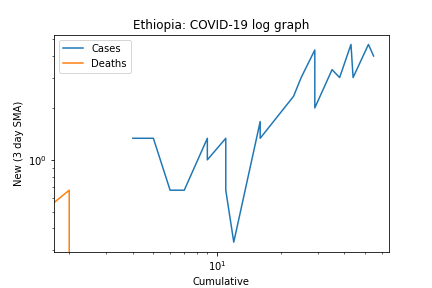 Ethiopia: COVID-19 log graph
Cases
Deaths
New (3 day SMA)
10⁰
10¹
Cumulative